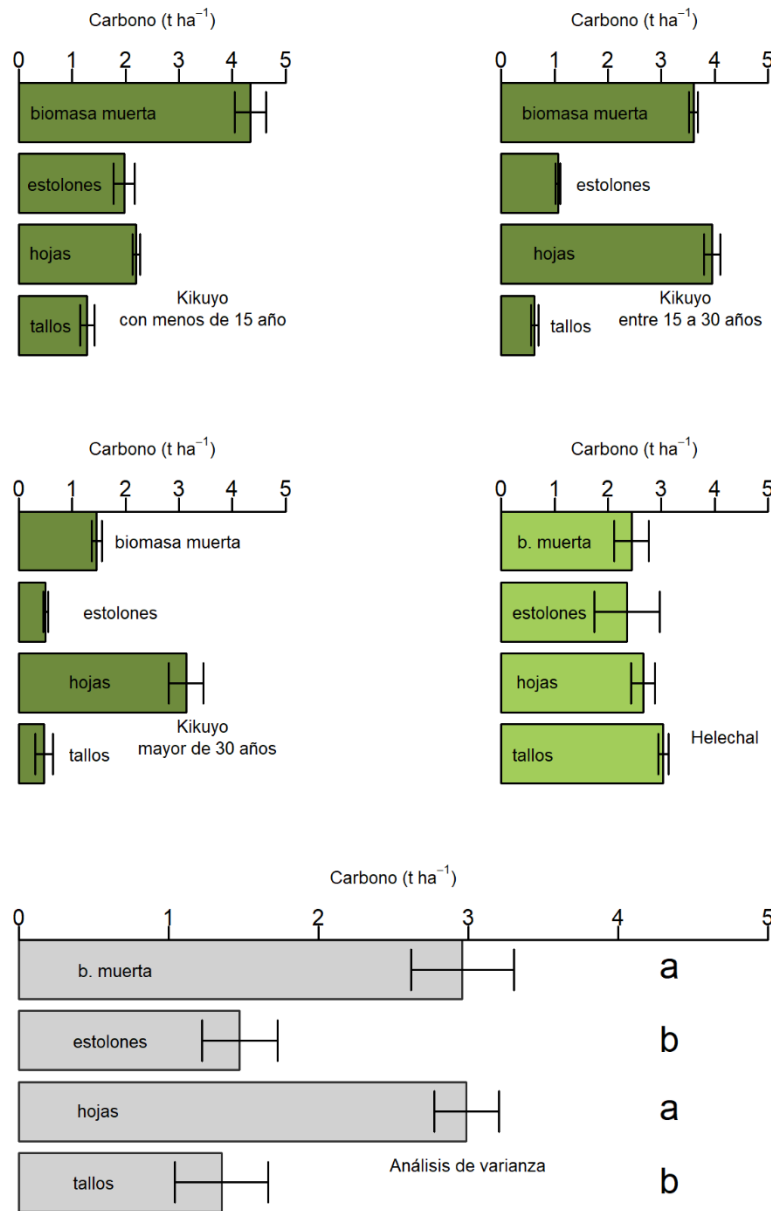 Carbono (t ha⁻¹)
0 1 2 3 4 5
biomasa muerta
estolones
hojas
tallos
Kikuyo
con menos de 15 año
Carbono (t ha⁻¹)
0 1 2 3 4 5
biomasa muerta
estolones
hojas
tallos
Kikuyo
entre 15 a 30 años
Carbono (t ha⁻¹)
0 1 2 3 4 5
biomasa muerta
estolones
hojas
tallos
Kikuyo
mayor de 30 años
Carbono (t ha⁻¹)
0 1 2 3 4 5
b. muerta
estolones
hojas
tallos
Helechal
Carbono (t ha⁻¹)
0 1 2 3 4 5
b. muerta a
estolones b
hojas a
Análisis de varianza
tallos b